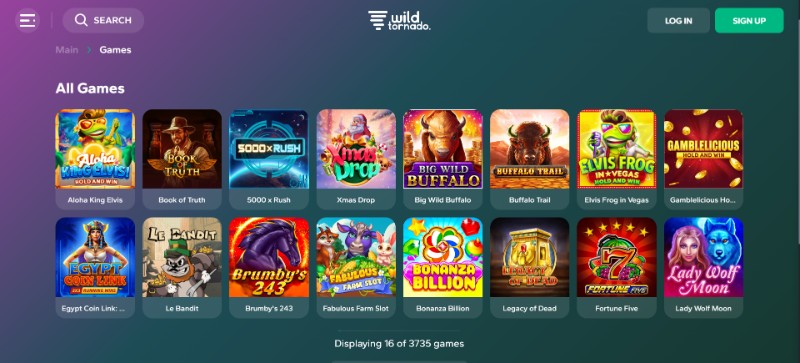 SEARCH
wild
tornado.
LOG IN
SIGN UP
Main > Games
All Games
Aloha
KING ELVIS!
HOLD AND WIN
BOOK
OF
TRUTH
5000 x RUSH
Xmas
Drop
BIG WILD
BUFFALO
BUFFALO TRAIL
ELVIS FROG
IN★VEGAS
HOLD AND WIN
GAMBLELICIOUS
HOLD AND WIN
Aloha King Elvis
Book of Truth
5000 x Rush
Xmas Drop
Big Wild Buffalo
Buffalo Trail
Elvis Frog in Vegas
Gamblelicious Ho...
EGYPT
COIN LINK
LE BANDIT
Brumby's
243
FABULOUS
FARM SLOT
BONANZA
BILLION
LEGACY
OF DEAD
7
FORTUNE FIVE
Lady Wolf
Moon
Egypt Coin Link: ...
Le Bandit
Brumby's 243
Fabulous Farm Slot
Bonanza Billion
Legacy of Dead
Fortune Five
Lady Wolf Moon
Displaying 16 of 3735 games